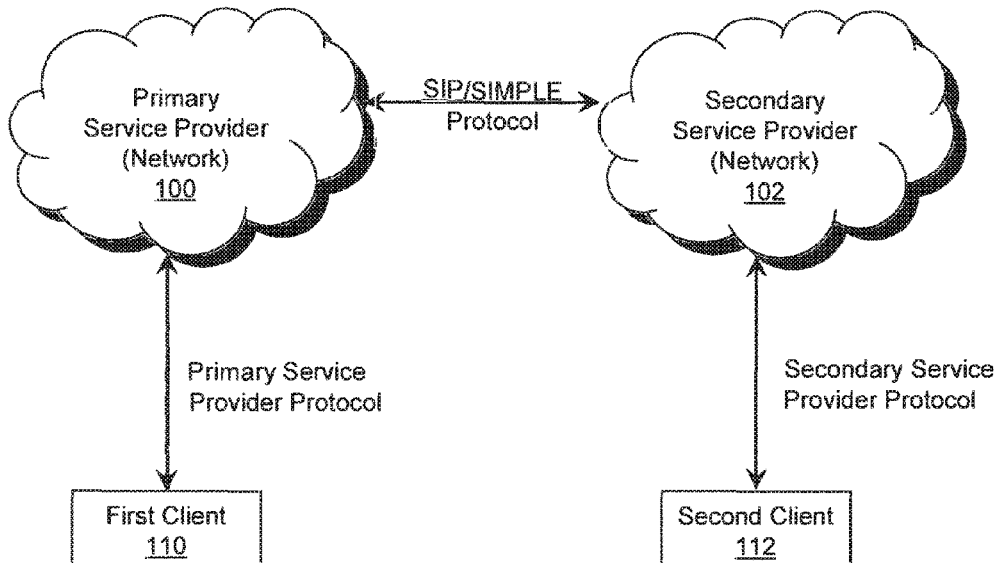 Primary
Service Provider
(Network)
100
SIP/SIMPLE
Protocol
Secondary
Service Provider
(Network)
102
Primary Service
Provider Protocol
Secondary Service
Provider Protocol
First Client
110
Second Client
112